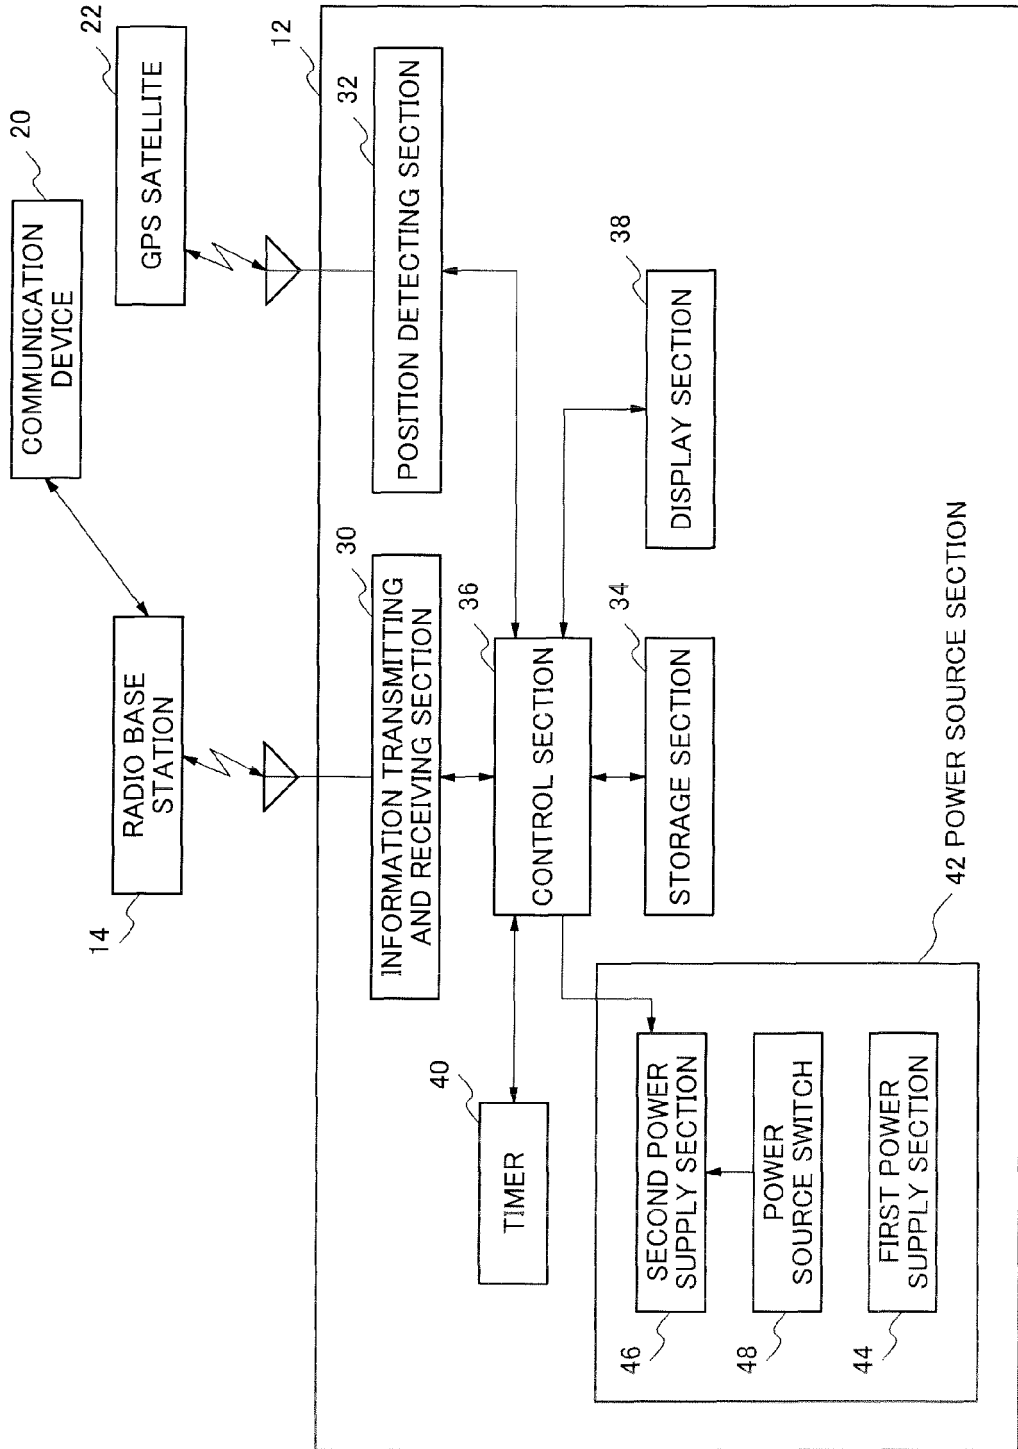 20
COMMUNICATION
DEVICE
22
GPS SATELLITE
14
RADIO BASE
STATION
12
30
INFORMATION TRANSMITTING
AND RECEIVING SECTION
32
POSITION DETECTING SECTION
40
TIMER
36
CONTROL SECTION
34
STORAGE SECTION
38
DISPLAY SECTION
42 POWER SOURCE SECTION
46
SECOND POWER
SUPPLY SECTION
48
POWER
SOURCE SWITCH
44
FIRST POWER
SUPPLY SECTION